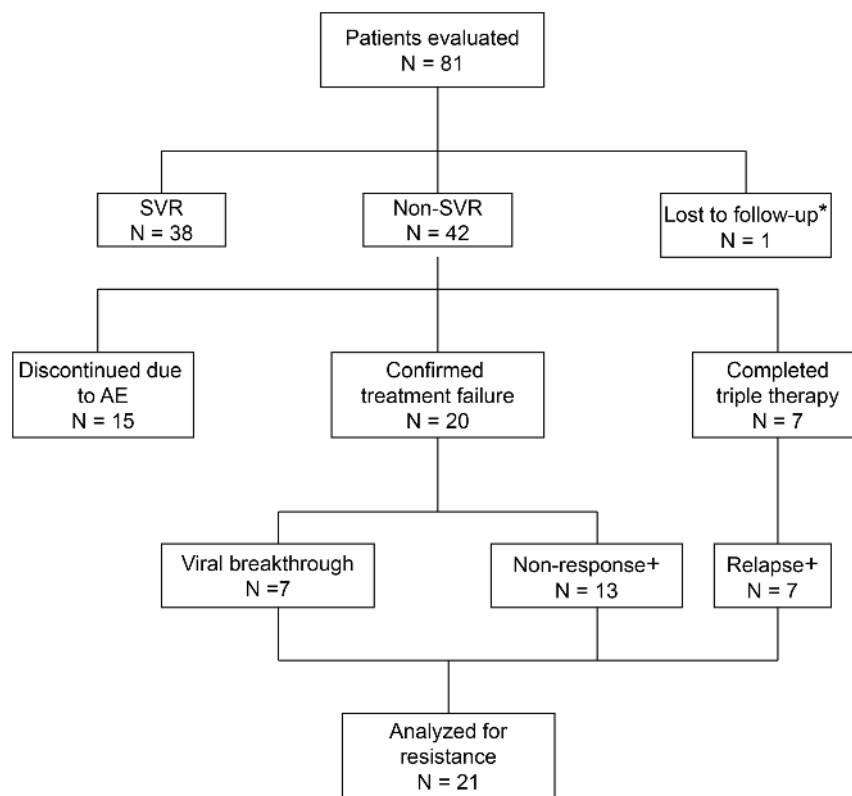 Patients evaluated
N = 81
SVR
N = 38
Non-SVR
N = 42
Lost to follow-up*
N = 1
Discontinued due
to AE
N = 15
Confirmed
treatment failure
N = 20
Completed
triple therapy
N = 7
Viral breakthrough
N =7
Non-response+
N = 13
Relapse+
N = 7
Analyzed for
resistance
N = 21